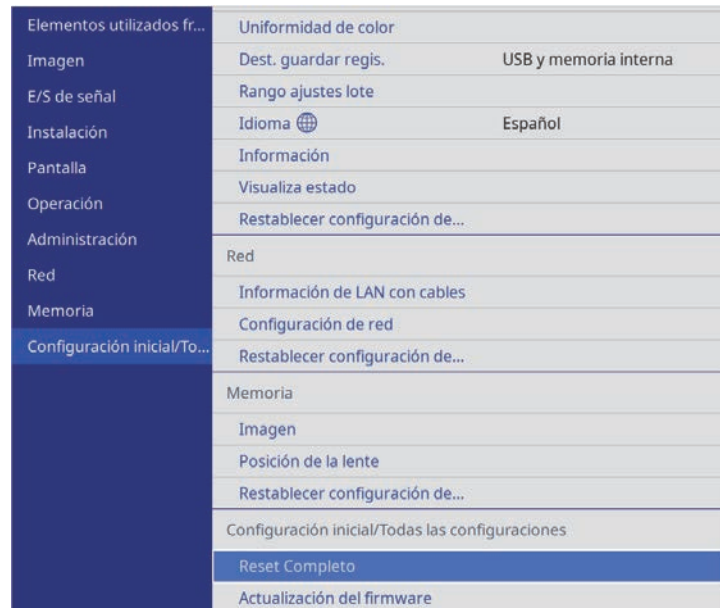 Elementos utilizados fr...
Imagen
E/S de señal
Instalación
Pantalla
Operación
Administración
Red
Memoria
Configuración inicial/To...
Uniformidad de color
Dest. guardar regis. USB y memoria interna
Rango ajustes lote
Idioma Español
Información
Visualiza estado
Restablecer configuración de...
Red
Información de LAN con cables
Configuración de red
Restablecer configuración de...
Memoria
Imagen
Posición de la lente
Restablecer configuración de...
Configuración inicial/Todas las configuraciones
Reset Completo
Actualización del firmware